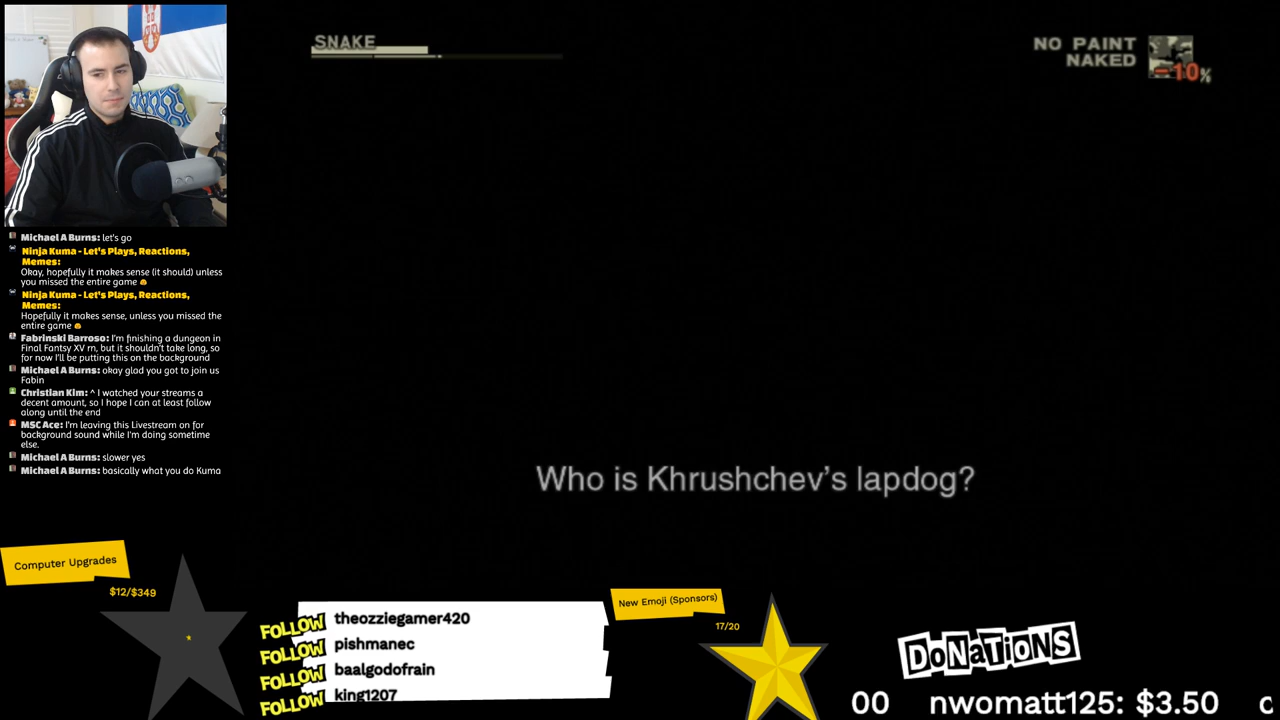 SNAKE
NO PAINT
NAKED
-10%
Michael A Burns: let's go
Ninja Kuma - Let's Plays, Reactions,
Memes:
Okay, hopefully it makes sense (it should) unless
you missed the entire game
Ninja Kuma - Let's Plays, Reactions,
Memes:
Hopefully it makes sense, unless you missed the
entire game
Fabrinski Barroso: I'm finishing a dungeon in
Final Fantsy XV rn, but it shouldn't take long, so
for now I'll be putting this on the background
Michael A Burns: okay glad you got to join us
Fabin
Christian Kim: ^ I watched your streams a
decent amount, so I hope I can at least follow
along until the end
MSC Ace: I'm leaving this Livestream on for
background sound while I'm doing sometime
else.
Michael A Burns: slower yes
Michael A Burns: basically what you do Kuma
Who is Khrushchev's lapdog?
Computer Upgrades
$12/$349
FOLLOW theozziegamer420
FOLLOW pishmanec
FOLLOW baalgodofrain
FOLLOW king1207
New Emoji (Sponsors)
17/20
DONATIONS
00 nwomatt125: $3.50 c